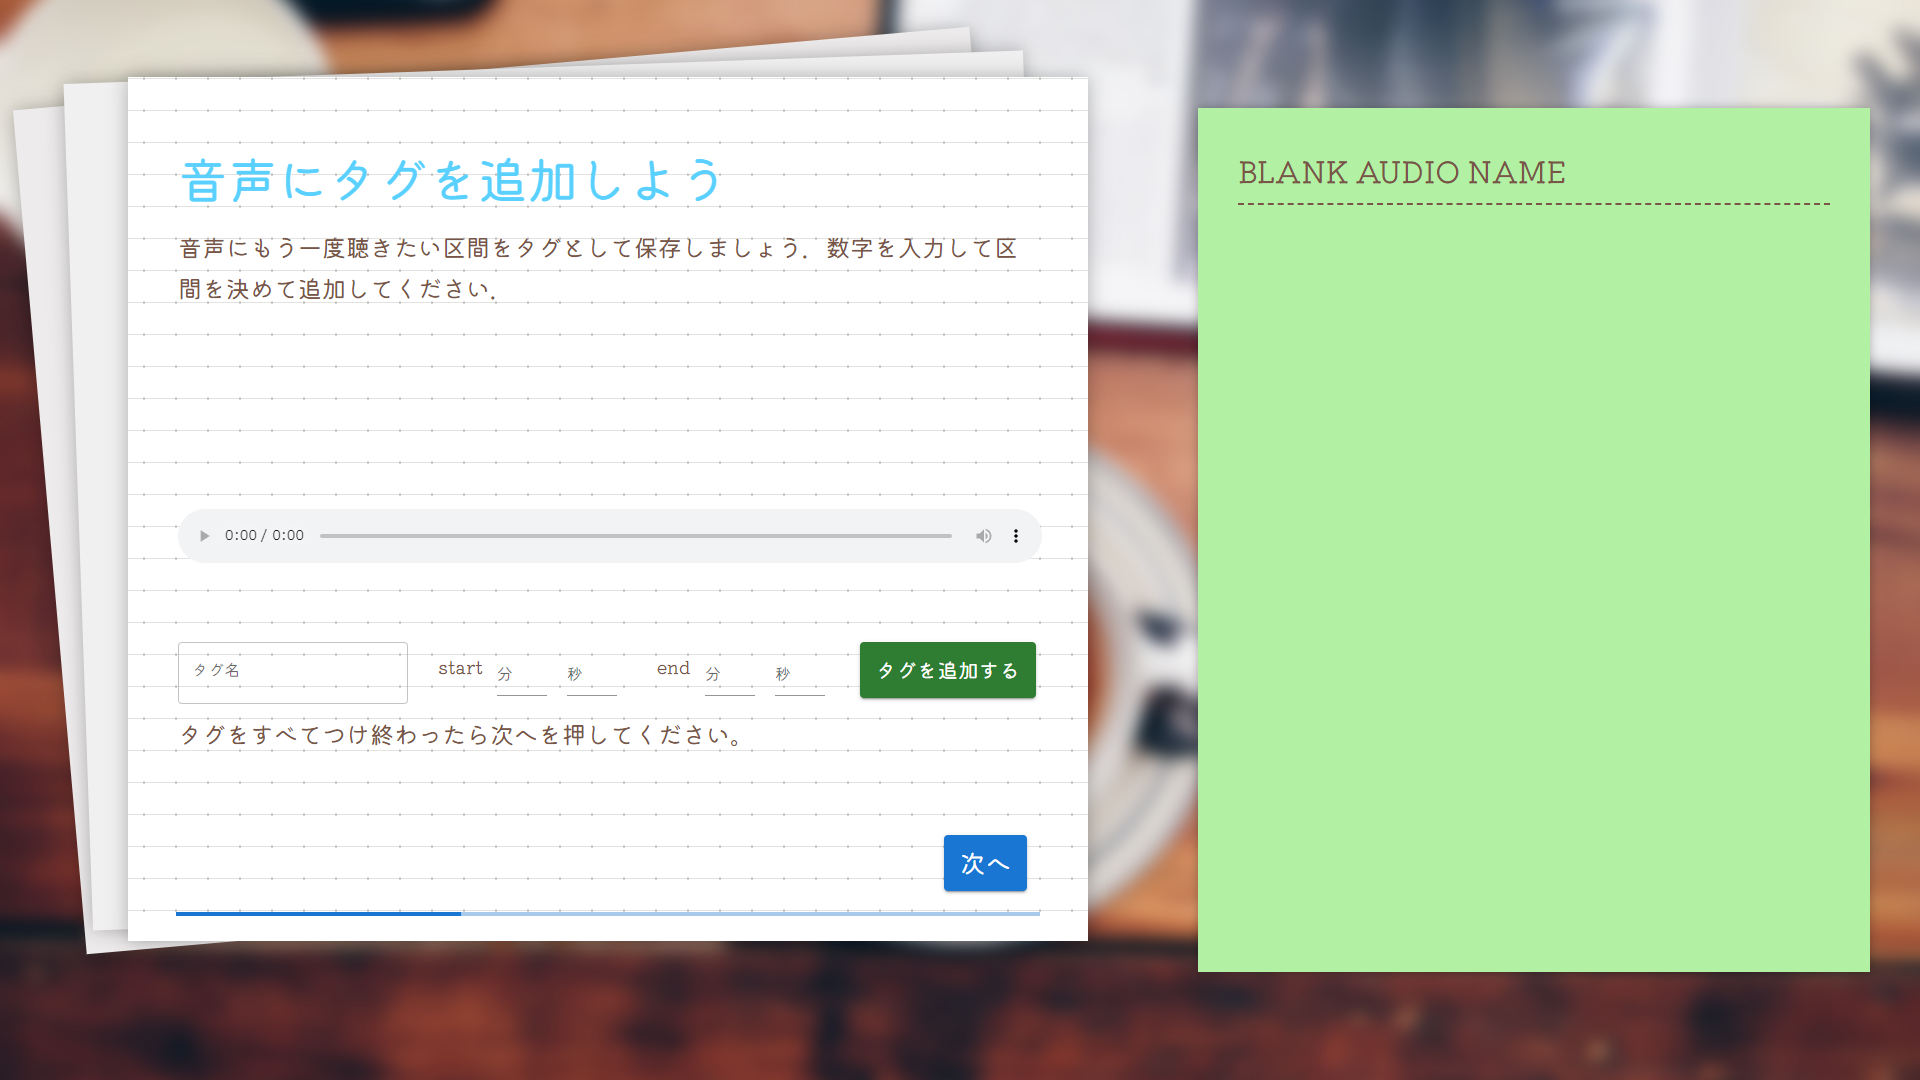 音声にタグを追加しよう
音声にもう一度聴きたい区間をタグとして保存しましょう．数字を入力して区
間を決めて追加してください．
0:00 / 0:00
タグ名 start 分 秒 end 分 秒 タグを追加する
タグをすべてつけ終わったら次へを押してください。
次へ
BLANK AUDIO NAME